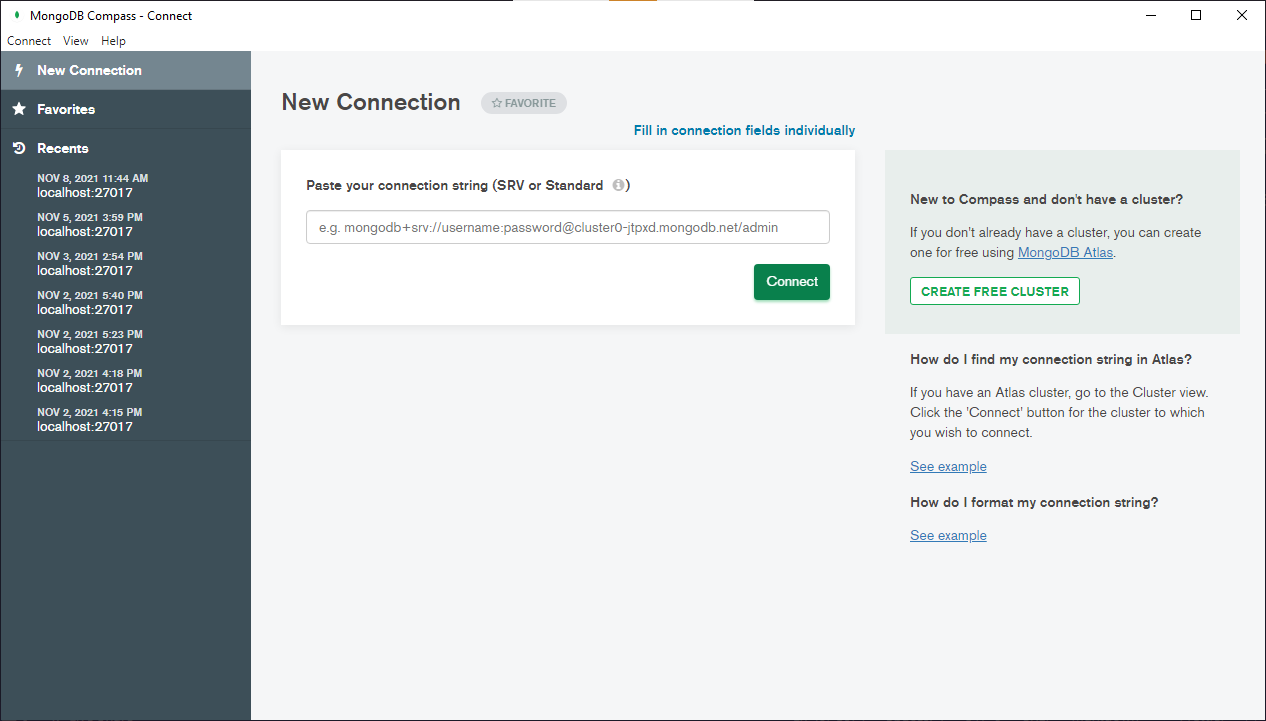 MongoDB Compass - Connect
Connect View Help
New Connection
Favorites
Recents
NOV 8, 2021 11:44 AM
localhost:27017
NOV 5, 2021 3:59 PM
localhost:27017
NOV 3, 2021 2:54 PM
localhost:27017
NOV 2, 2021 5:40 PM
localhost:27017
NOV 2, 2021 5:23 PM
localhost:27017
NOV 2, 2021 4:18 PM
localhost:27017
NOV 2, 2021 4:15 PM
localhost:27017
New Connection
FAVORITE
Fill in connection fields individually
Paste your connection string (SRV or Standard )
e.g. mongodb+srv://username:password@cluster0-jtpxd.mongodb.net/admin
Connect
New to Compass and don't have a cluster?
If you don't already have a cluster, you can create
one for free using MongoDB Atlas.
CREATE FREE CLUSTER
How do I find my connection string in Atlas?
If you have an Atlas cluster, go to the Cluster view.
Click the 'Connect' button for the cluster to which
you wish to connect.
See example
How do I format my connection string?
See example